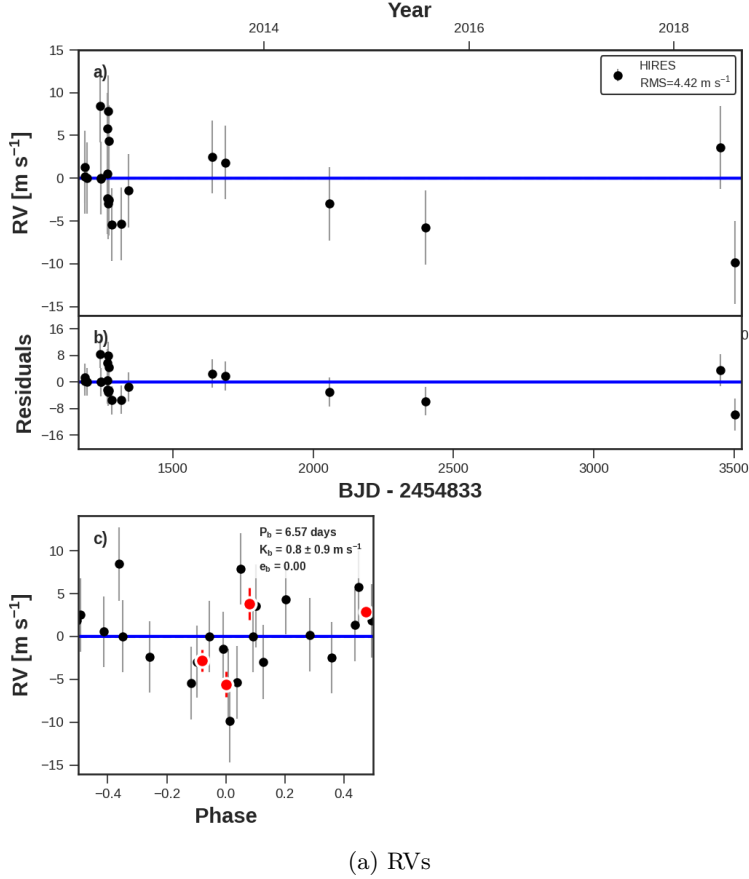 Year
2014 2016 2018
a)
HIRES
RMS=4.42 m s⁻¹
RV [m s⁻¹]
15
10
5
0
−5
−10
−15
b)
Residuals
16
8
0
−8
−16
0
1500 2000 2500 3000 3500
BJD - 2454833
c)
P_b = 6.57 days
K_b = 0.8 ± 0.9 m s⁻¹
e_b = 0.00
RV [m s⁻¹]
10
5
0
−5
−10
−15
−0.4 −0.2 0.0 0.2 0.4
Phase
(a) RVs